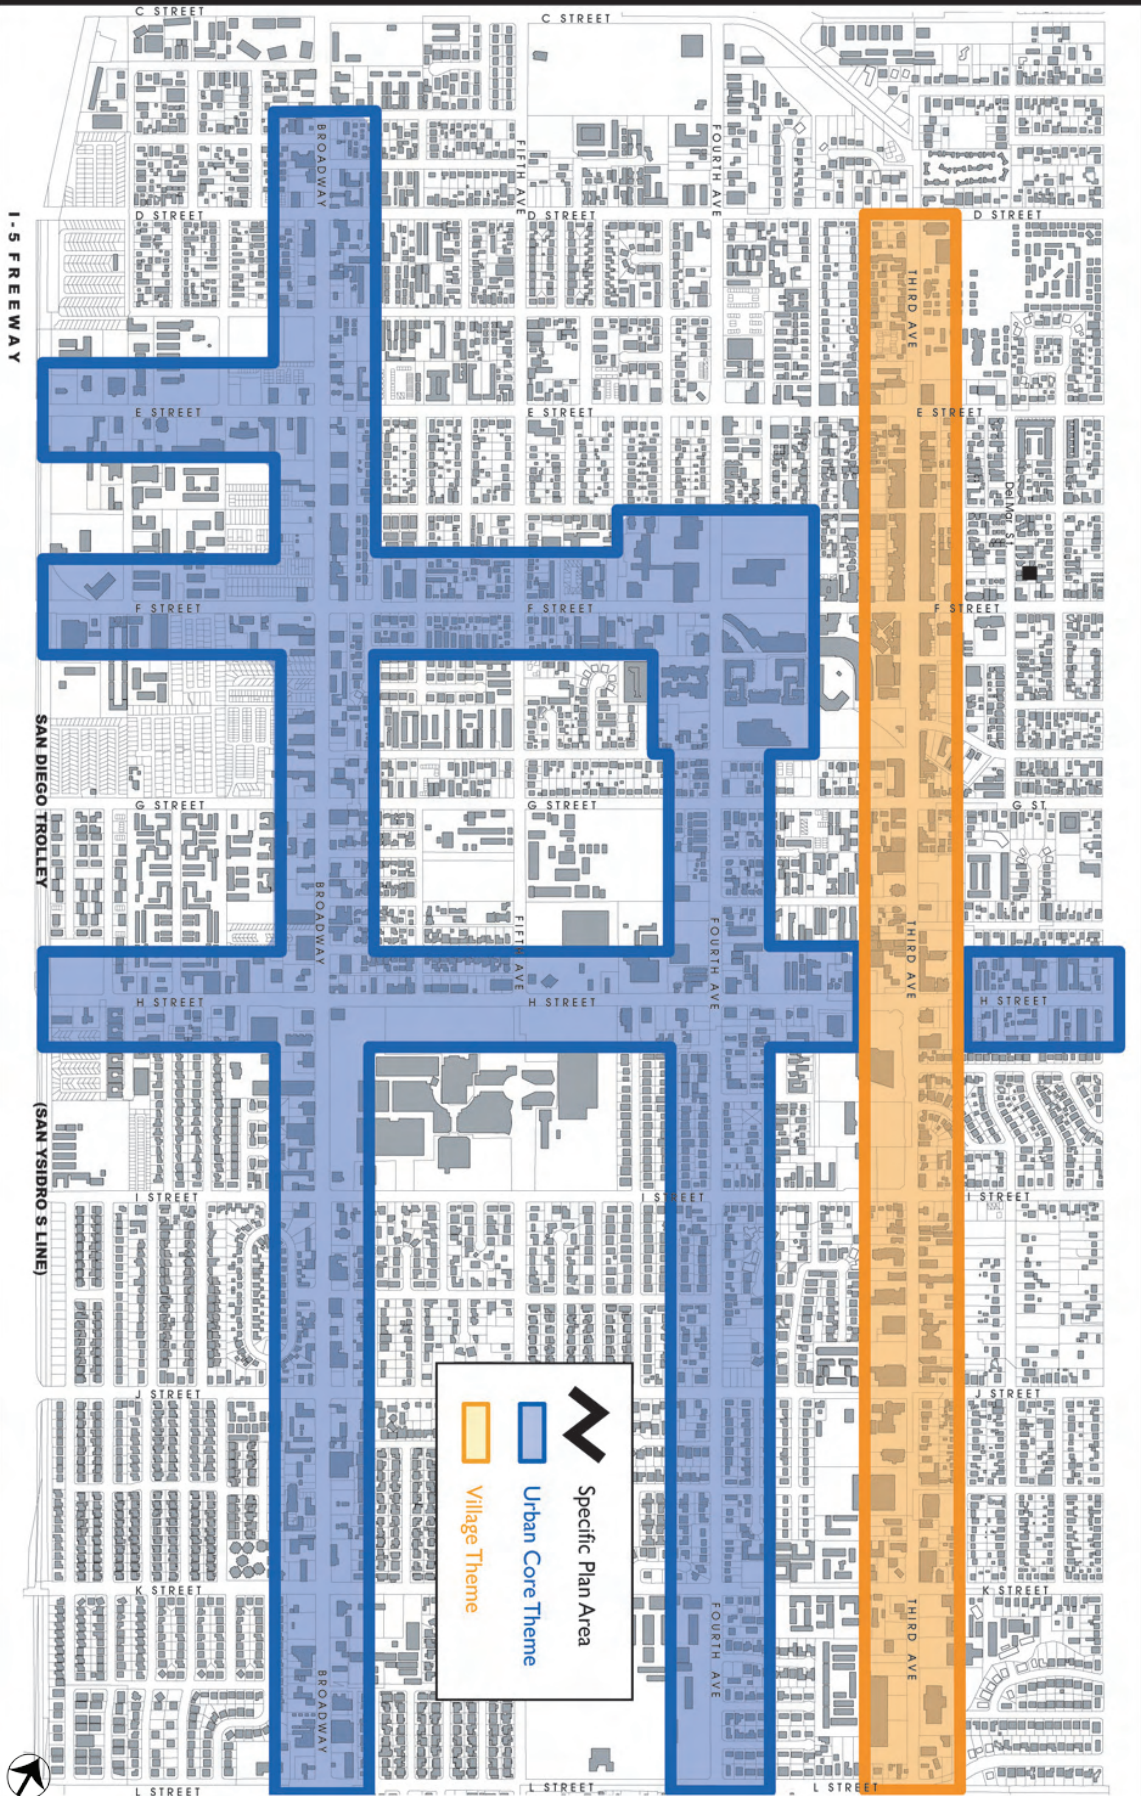 C STREET
C STREET
BROADWAY
FIFTH AVE
FOURTH AVE
D STREET
D STREET
D STREET
THIRD AVE
I-5 FREEWAY
E STREET
E STREET
E STREET
Del Mar St
F STREET
F STREET
F STREET
SAN DIEGO TROLLEY
G STREET
G STREET
G ST
BROADWAY
FIFTH AVE
FOURTH AVE
THIRD AVE
H STREET
H STREET
H STREET
(SAN YSIDRO S LINE)
I STREET
I STREET
I STREET
J STREET
J STREET
Specific Plan Area
Urban Core Theme
Village Theme
K STREET
K STREET
BROADWAY
FOURTH AVE
THIRD AVE
L STREET
L STREET
L STREET